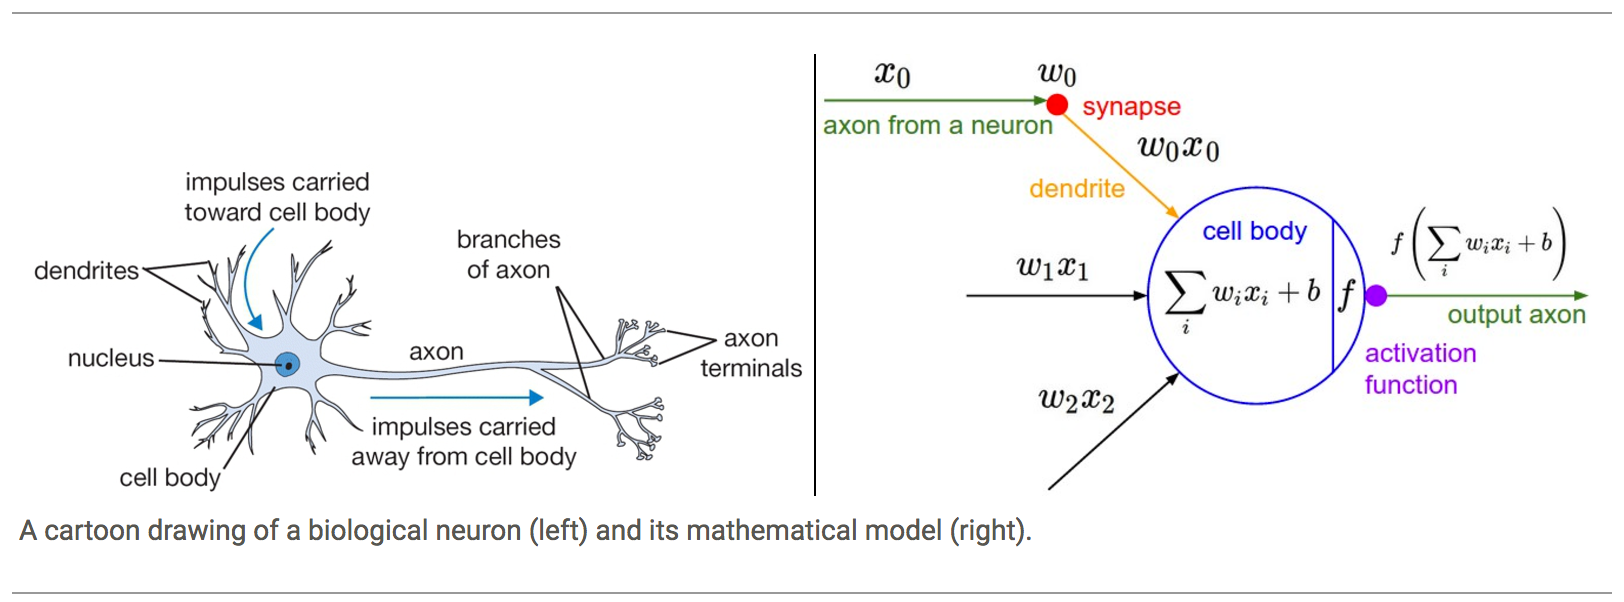 impulses carried
toward cell body
dendrites
nucleus
cell body
axon
impulses carried
away from cell body
branches
of axon
axon
terminals
x₀
w₀
synapse
axon from a neuron
w₀x₀
dendrite
cell body
w₁x₁
∑ᵢ wᵢxᵢ + b
f
w₂x₂
f(∑ᵢ wᵢxᵢ + b)
output axon
activation
function
A cartoon drawing of a biological neuron (left) and its mathematical model (right).